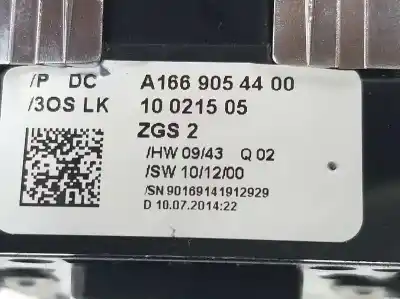 /P DC A166 905 44 00
/3OS LK 10 0215 05
ZGS 2
/HW 09/43 Q 02
/SW 10/12/00
/SN 90169141912929
D 10.07.2014:22